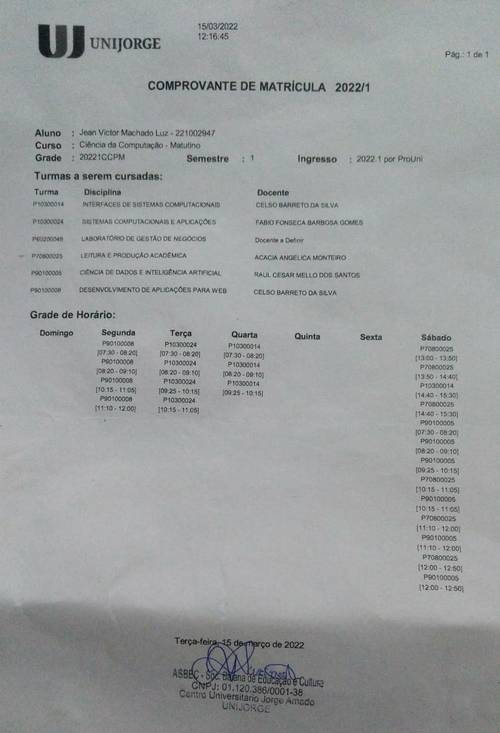 15/03/2022
12:16:45
UJ UNIJORGE
Pág.: 1 de 1
COMPROVANTE DE MATRÍCULA 2022/1
Aluno : Jean Victor Machado Luz - 221002947
Curso : Ciência da Computação - Matutino
Grade : 20221CCPM Semestre : 1 Ingresso : 2022.1 por ProUni
Turmas a serem cursadas:
Turma Disciplina Docente
P10300014 INTERFACES DE SISTEMAS COMPUTACIONAIS CELSO BARRETO DA SILVA
P10300024 SISTEMAS COMPUTACIONAIS E APLICAÇÕES FABIO FONSECA BARBOSA GOMES
P60200048 LABORATÓRIO DE GESTÃO DE NEGÓCIOS Docente a Definir
P70800025 LEITURA E PRODUÇÃO ACADÊMICA ACACIA ANGELICA MONTEIRO
P90100005 CIÊNCIA DE DADOS E INTELIGÊNCIA ARTIFICIAL RAUL CESAR MELLO DOS SANTOS
P90100008 DESENVOLVIMENTO DE APLICAÇÕES PARA WEB CELSO BARRETO DA SILVA
Grade de Horário:
Domingo Segunda Terça Quarta Quinta Sexta Sábado
P90100008 P10300024 P10300014 P70800025
[07:30 - 08:20] [07:30 - 08:20] [07:30 - 08:20] [13:00 - 13:50]
P90100008 P10300024 P10300014 P70800025
[08:20 - 09:10] [08:20 - 09:10] [08:20 - 09:10] [13:50 - 14:40]
P90100008 P10300024 P10300014 P10300014
[10:15 - 11:05] [09:25 - 10:15] [09:25 - 10:15] [14:40 - 15:30]
P90100008 P10300024 P70800025
[11:10 - 12:00] [10:15 - 11:05] [14:40 - 15:30]
P90100005
[07:30 - 08:20]
P90100005
[08:20 - 09:10]
P90100005
[09:25 - 10:15]
P70800025
[10:15 - 11:05]
P90100005
[10:15 - 11:05]
P70800025
[11:10 - 12:00]
P90100005
[11:10 - 12:00]
P70800025
[12:00 - 12:50]
P90100005
[12:00 - 12:50]
Terça-feira, 15 de março de 2022
ASBEC - Soc. Baiana de Educação e Cultura
CNPJ: 01.120.386/0001-38
Centro Universitário Jorge Amado
UNIJORGE